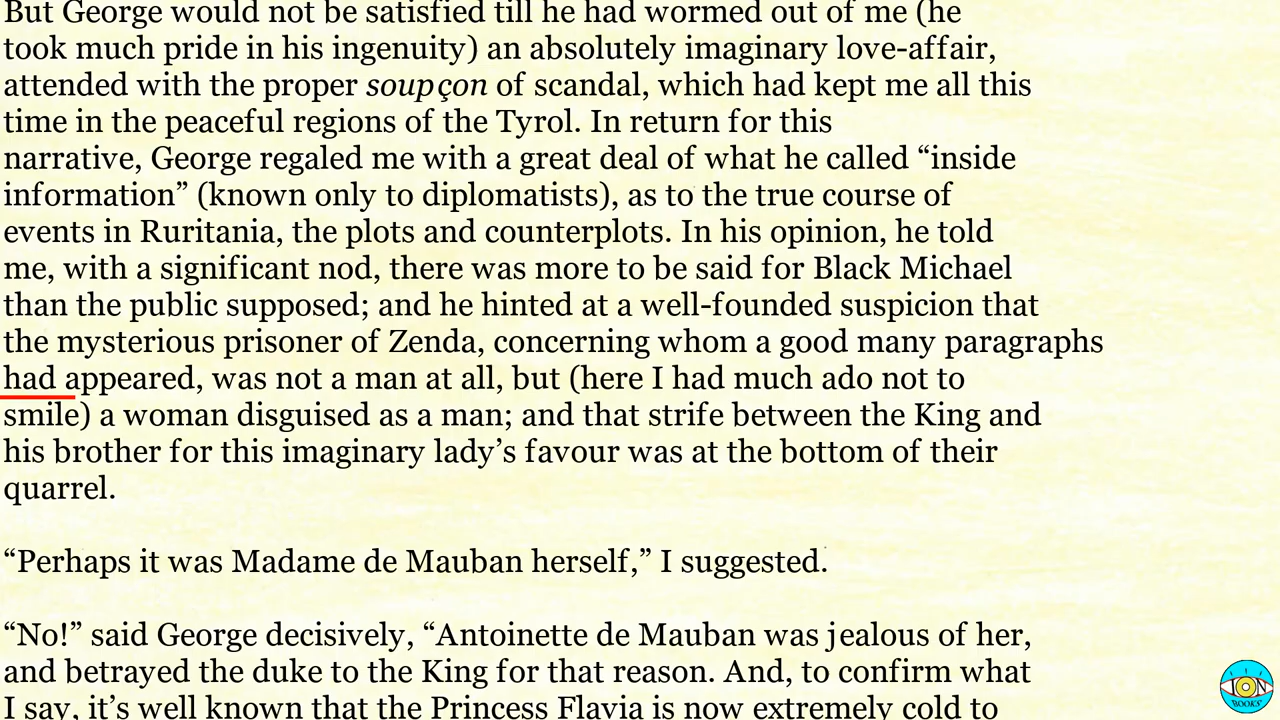 But George would not be satisfied till he had wormed out of me (he
took much pride in his ingenuity) an absolutely imaginary love-affair,
attended with the proper soupçon of scandal, which had kept me all this
time in the peaceful regions of the Tyrol. In return for this
narrative, George regaled me with a great deal of what he called “inside
information” (known only to diplomatists), as to the true course of
events in Ruritania, the plots and counterplots. In his opinion, he told
me, with a significant nod, there was more to be said for Black Michael
than the public supposed; and he hinted at a well-founded suspicion that
the mysterious prisoner of Zenda, concerning whom a good many paragraphs
had appeared, was not a man at all, but (here I had much ado not to
smile) a woman disguised as a man; and that strife between the King and
his brother for this imaginary lady’s favour was at the bottom of their
quarrel.
“Perhaps it was Madame de Mauban herself,” I suggested.
“No!” said George decisively, “Antoinette de Mauban was jealous of her,
and betrayed the duke to the King for that reason. And, to confirm what
I say, it’s well known that the Princess Flavia is now extremely cold to
ION
BOOKS